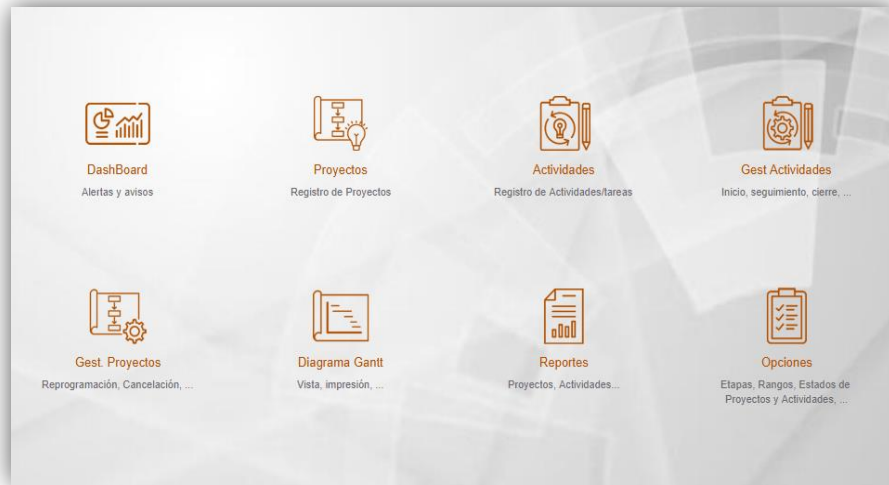 DashBoard
Alertas y avisos
Proyectos
Registro de Proyectos
Actividades
Registro de Actividades/tareas
Gest Actividades
Inicio, seguimiento, cierre, ...
Gest. Proyectos
Reprogramación, Cancelación, ...
Diagrama Gantt
Vista, impresión, ...
Reportes
Proyectos, Actividades...
Opciones
Etapas, Rangos, Estados de
Proyectos y Actividades, ...